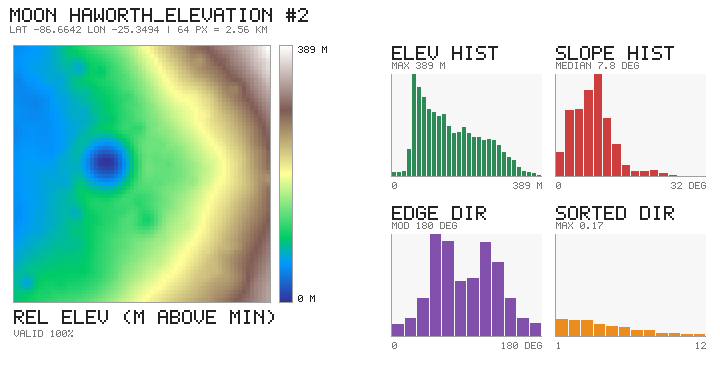 MOON HAWORTH_ELEVATION #2
LAT -86.6642 LON -25.3494 | 64 PX = 2.56 KM
389 M
0 M
REL ELEV (M ABOVE MIN)
VALID 100%
ELEV HIST
MAX 389 M
0 389 M
SLOPE HIST
MEDIAN 7.8 DEG
0 32 DEG
EDGE DIR
MOD 180 DEG
0 180 DEG
SORTED DIR
MAX 0.17
1 12